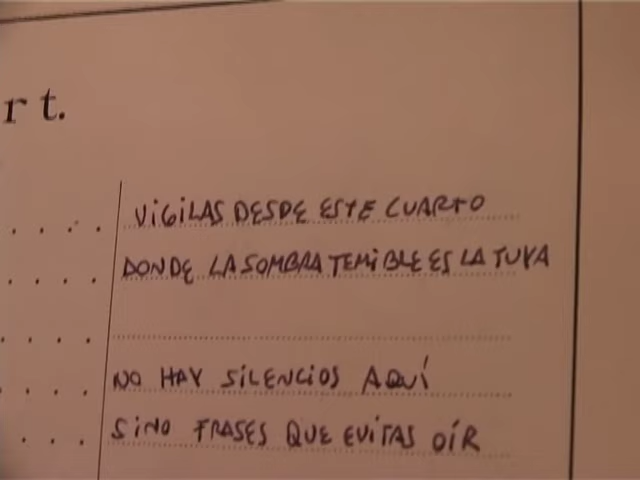 rt.
VIGILAS DESDE ESTE CUARTO
DONDE LA SOMBRA TEMIBLE ES LA TUYA
NO HAY SILENCIOS AQUÍ
SINO FRASES QUE EVITAS OÍR